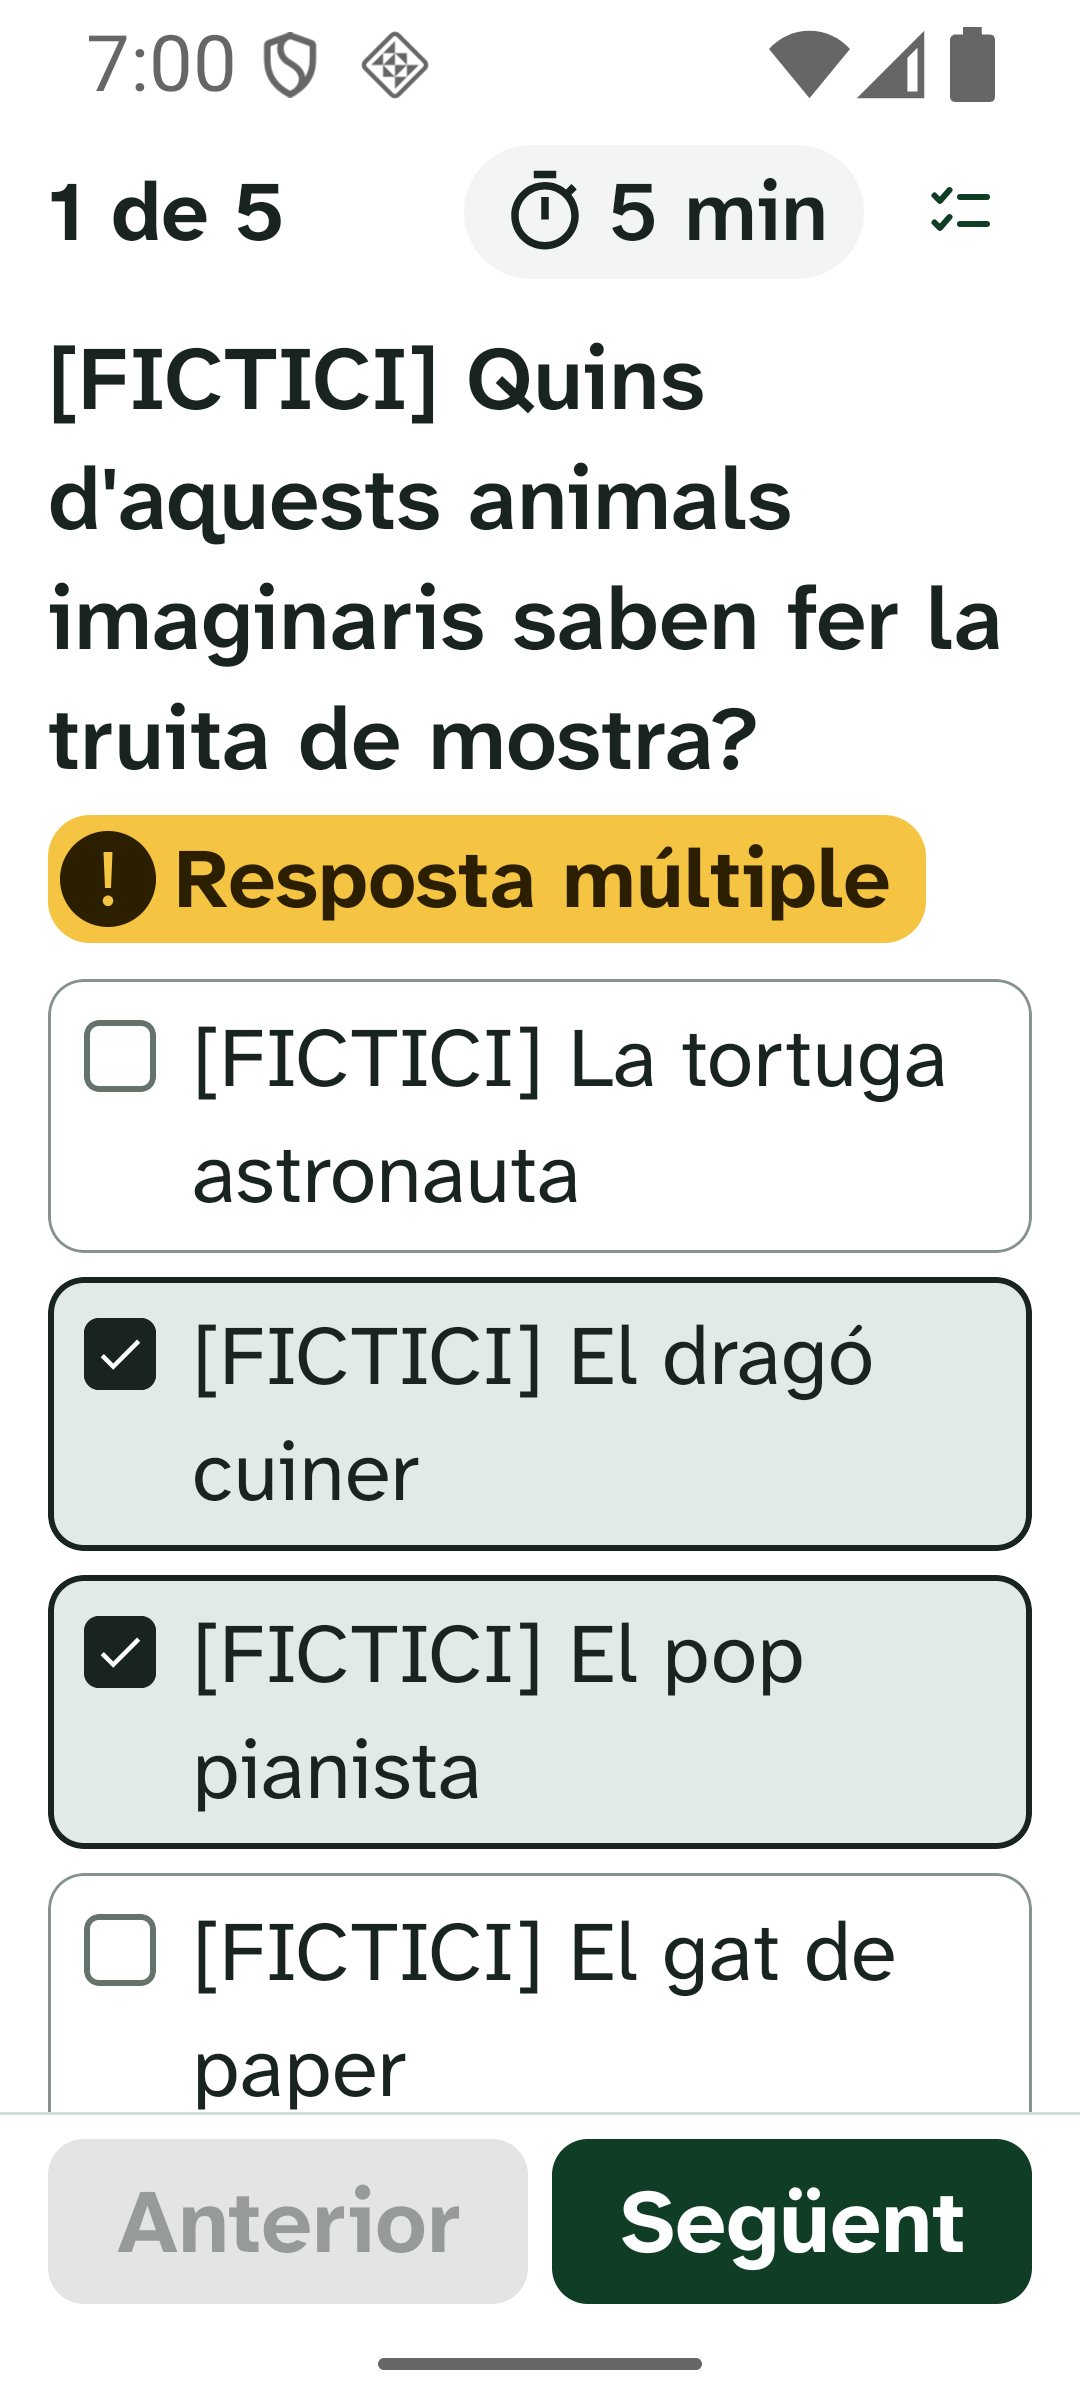 7:00
1 de 5
5 min
[FICTICI] Quins
d'aquests animals
imaginaris saben fer la
truita de mostra?
! Resposta múltiple
[FICTICI] La tortuga
astronauta
[FICTICI] El dragó
cuiner
[FICTICI] El pop
pianista
[FICTICI] El gat de
paper
Anterior
Següent